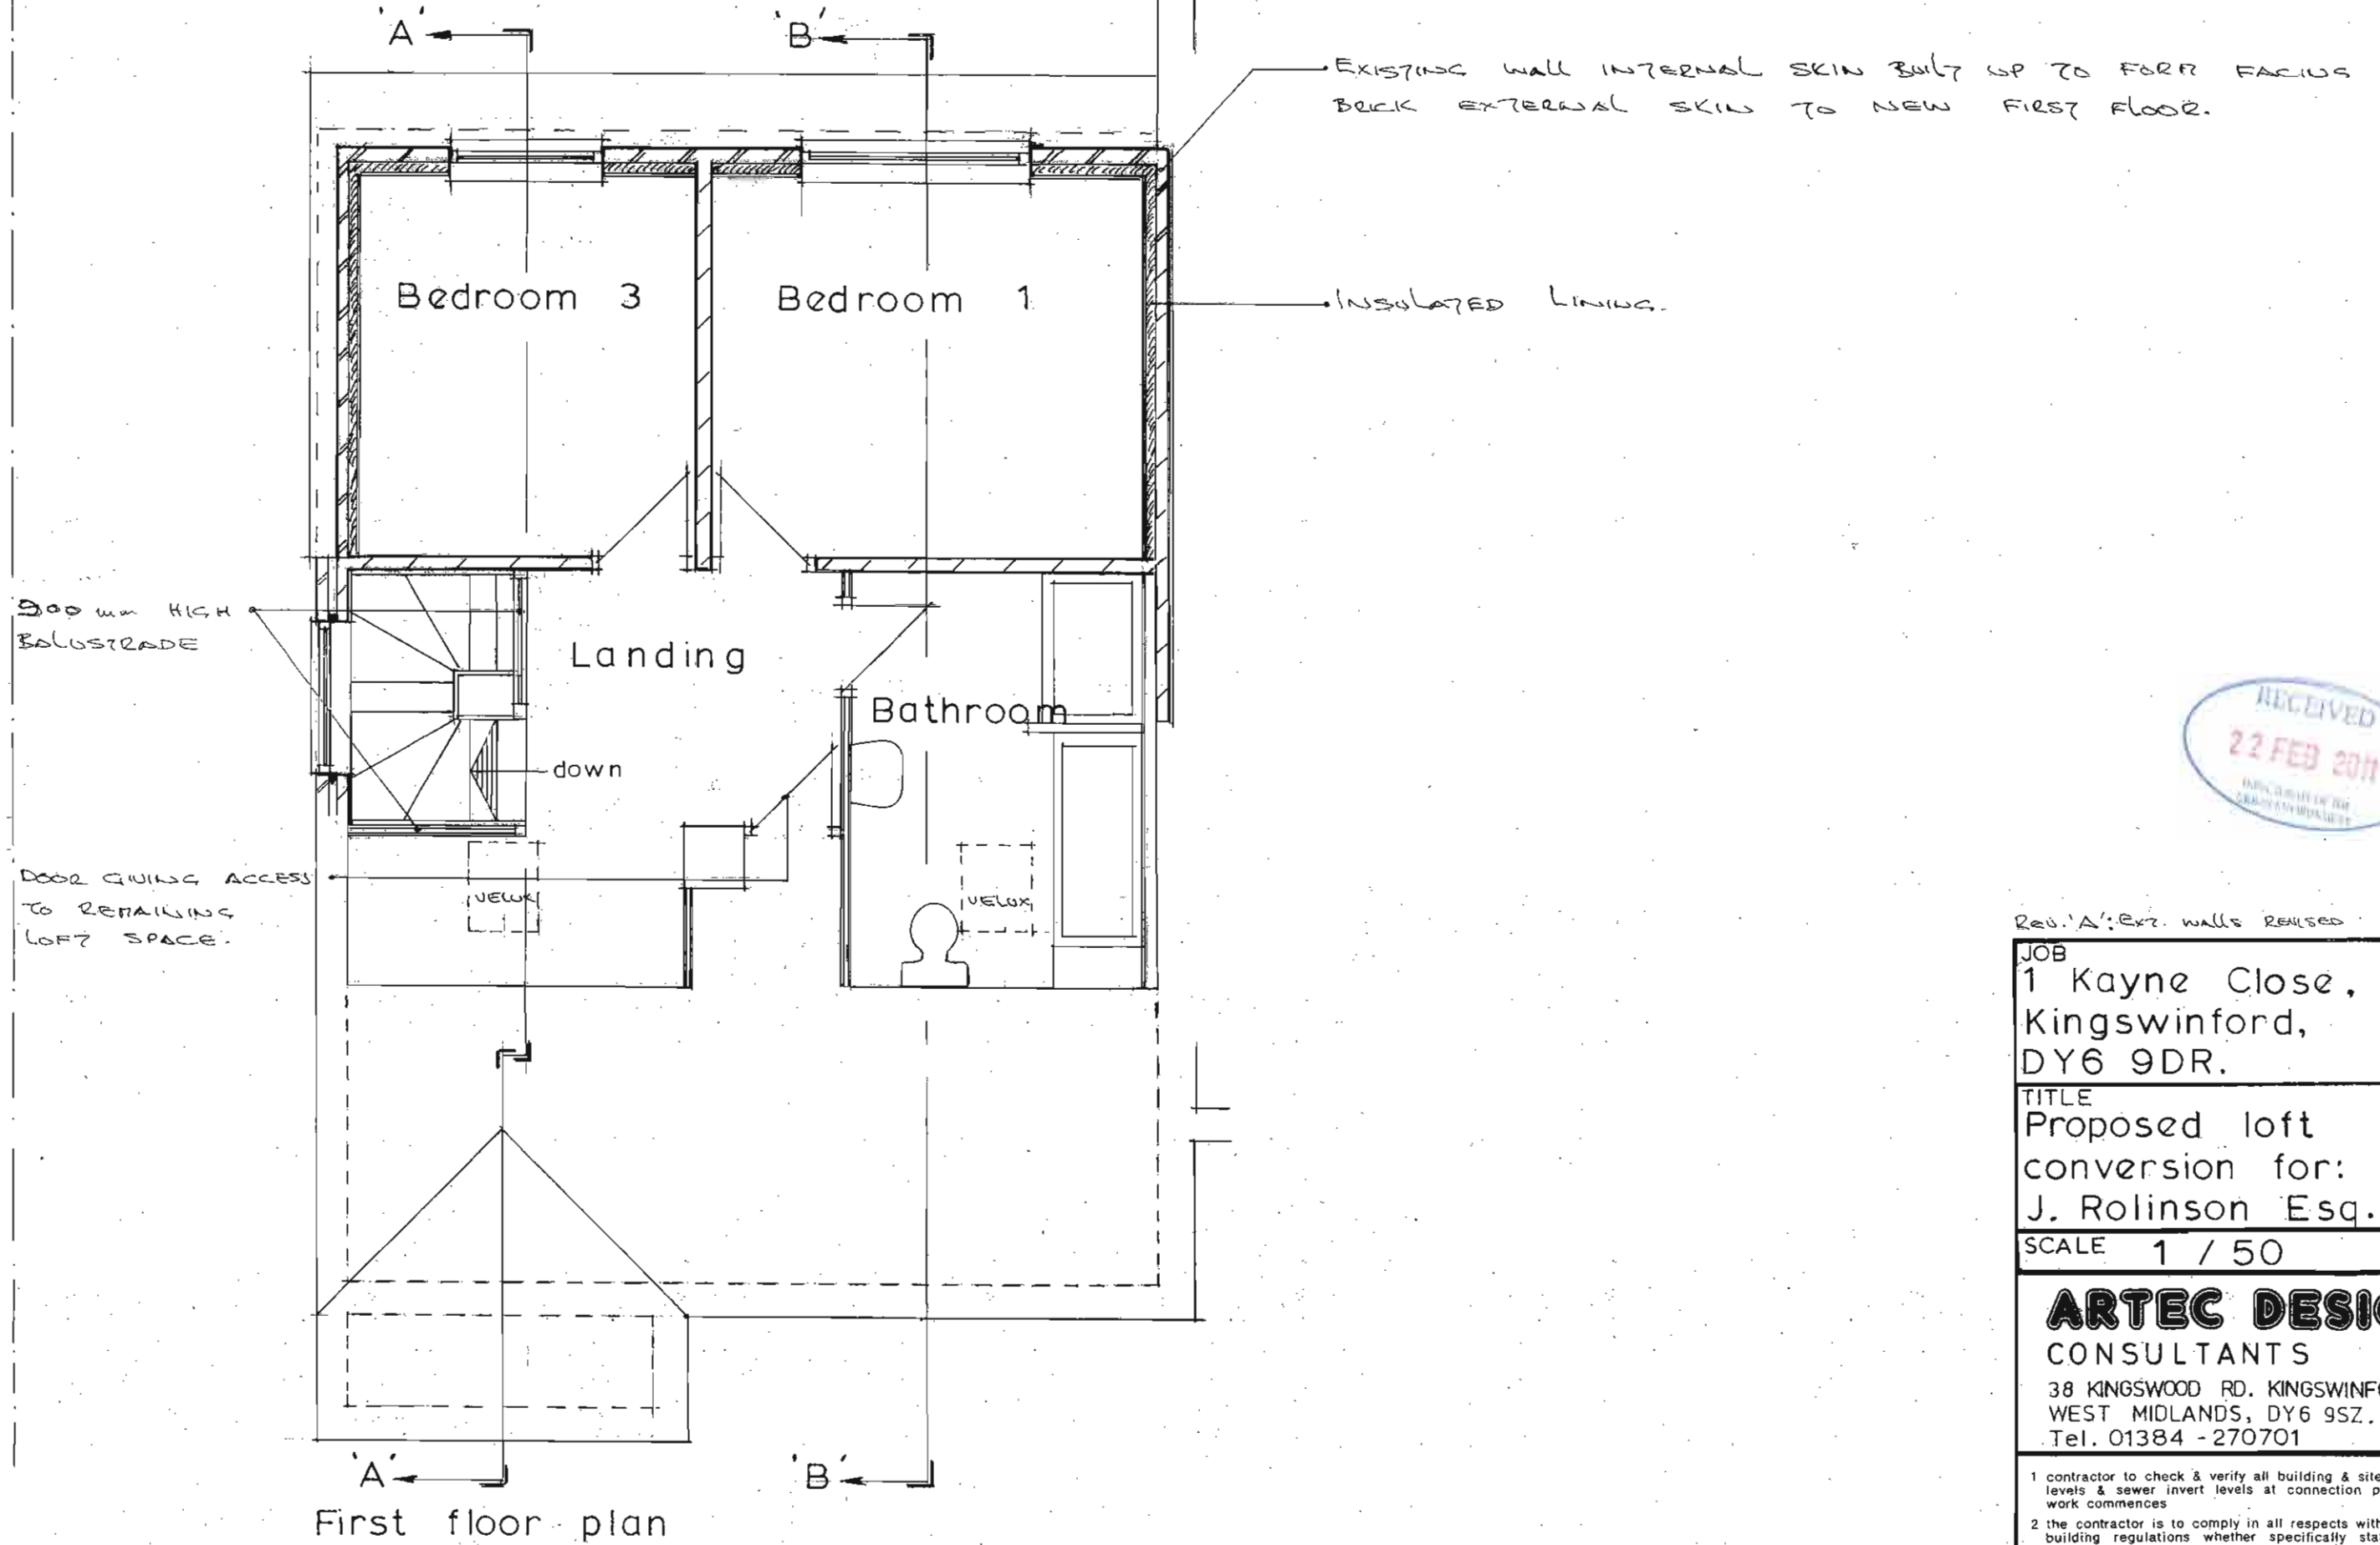 'A'
'B'
EXISTING WALL INTERNAL SKIN BUILT UP TO FORM FACING
BRICK EXTERNAL SKIN TO NEW FIRST FLOOR.
Bedroom 3
Bedroom 1
INSULATED LINING.
900 mm HIGH
BALUSTRADE
Landing
Bathroom
down
RECEIVED
22 FEB 2011
DOOR GIVING ACCESS
TO REMAINING
LOFT SPACE.
VELUX
VELUX
Rev. 'A': EXT. WALLS REVISED
JOB
1 Kayne Close,
Kingswinford,
DY6 9DR.
TITLE
Proposed loft
conversion for:
J. Rolinson Esq.
SCALE 1 / 50
ARTEC DESIG
CONSULTANTS
38 KINGSWOOD RD. KINGSWINF
WEST MIDLANDS, DY6 9SZ.
Tel. 01384 - 270701
1 contractor to check & verify all building & site
levels & sewer invert levels at connection p
work commences
2 the contractor is to comply in all respects with
building regulations whether specifically sta
'A'
'B'
First floor plan